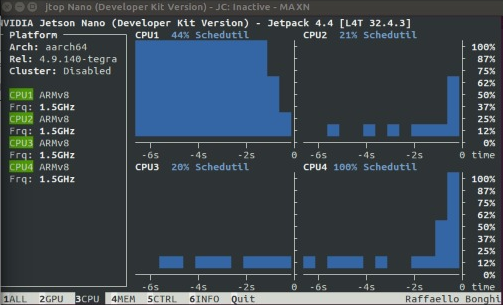 jtop Nano (Developer Kit Version) - JC: Inactive - MAXN
NVIDIA Jetson Nano (Developer Kit Version) - Jetpack 4.4 [L4T 32.4.3]
Platform
Arch: aarch64
Rel: 4.9.140-tegra
Cluster: Disabled
CPU1 ARMv8
Frq: 1.5GHz
CPU2 ARMv8
Frq: 1.5GHz
CPU3 ARMv8
Frq: 1.5GHz
CPU4 ARMv8
Frq: 1.5GHz
CPU1 44% Schedutil
-6s -4s -2s 0
CPU2 21% Schedutil
100%
87%
75%
62%
50%
37%
25%
12%
-6s -4s -2s 0 time
CPU3 20% Schedutil
-6s -4s -2s 0
CPU4 100% Schedutil
100%
87%
75%
62%
50%
37%
25%
12%
-6s -4s -2s 0 time
1ALL 2GPU 3CPU 4MEM 5CTRL 6INFO Quit Raffaello Bonghi